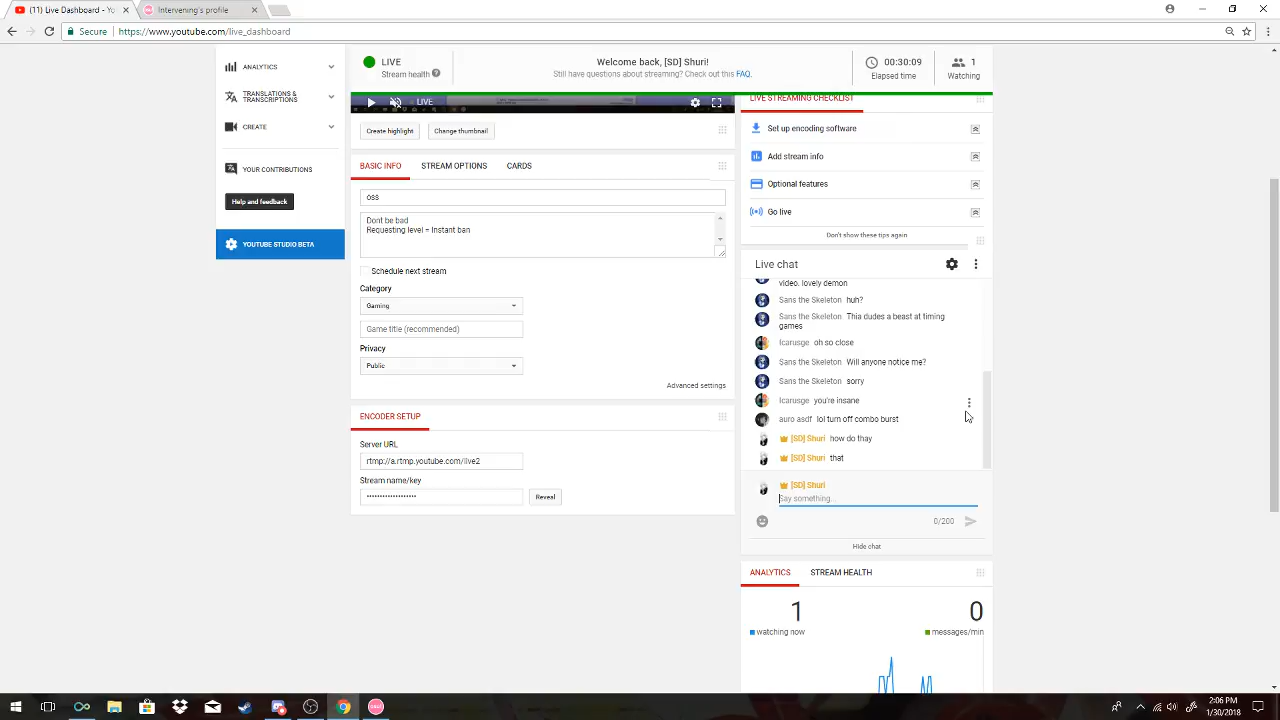 (1) Live Dashboard - Yo
Intervening's profile
Secure
https://www.youtube.com/live_dashboard
ANALYTICS
TRANSLATIONS &
TRANSCRIPTIONS
CREATE
YOUR CONTRIBUTIONS
Help and feedback
YOUTUBE STUDIO BETA
LIVE
Stream health
Welcome back, [SD] Shuri!
Still have questions about streaming? Check out this FAQ.
00:30:09
Elapsed time
1
Watching
LIVE
Create highlight
Change thumbnail
BASIC INFO
STREAM OPTIONS
CARDS
oss
Dont be bad
Requesting level = Instant ban
Schedule next stream
Category
Gaming
Game title (recommended)
Privacy
Public
Advanced settings
ENCODER SETUP
Server URL
rtmp://a.rtmp.youtube.com/live2
Stream name/key
••••••••••••••••••
Reveal
LIVE STREAMING CHECKLIST
Set up encoding software
Add stream info
Optional features
Go live
Don't show these tips again
Live chat
video. lovely demon
Sans the Skeleton huh?
Sans the Skeleton Thia dudes a beast at timing
games
Icarusge oh so close
Sans the Skeleton Will anyone notice me?
Sans the Skeleton sorry
Icarusge you're insane
auro asdf lol turn off combo burst
[SD] Shuri how do thay
[SD] Shuri that
[SD] Shuri
Say something...
0/200
Hide chat
ANALYTICS
STREAM HEALTH
1
watching now
0
messages/min
2:06 PM
1/30/2018